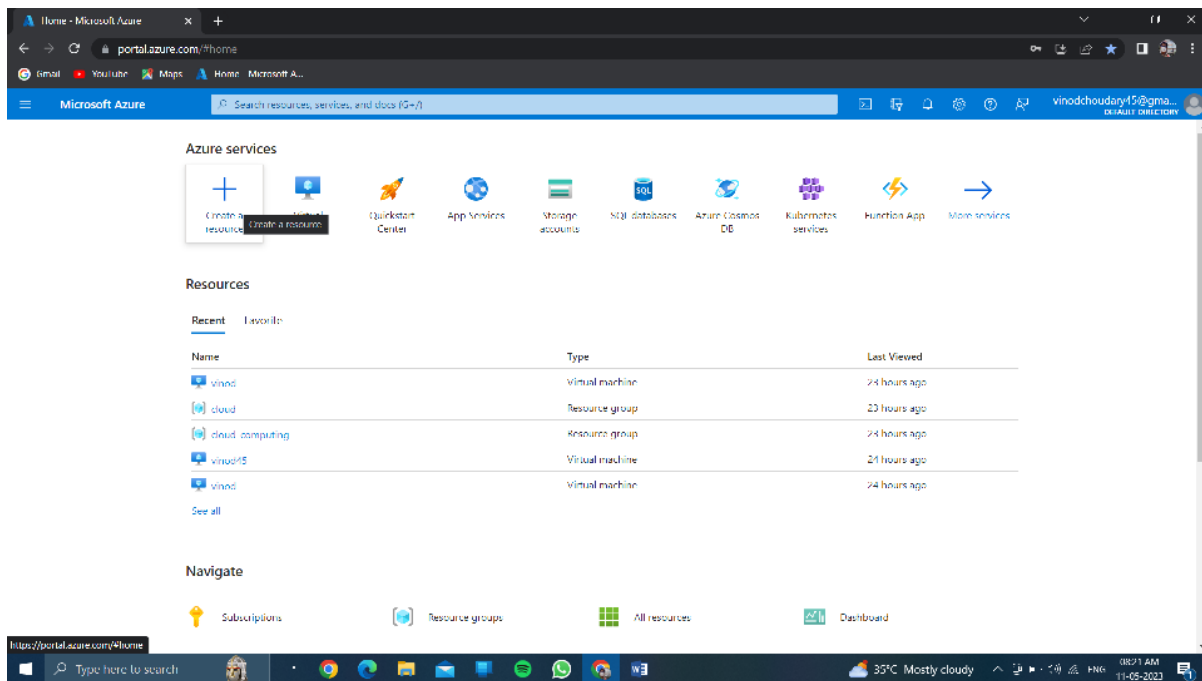 Home - Microsoft Azure
portal.azure.com/#home
Gmail YouTube Maps Home Microsoft A...
Microsoft Azure
Search resources, services, and docs (G+/)
vinodchoudary45@gma...
DEFAULT DIRECTORY
Azure services
Create a resource
Create a resource
Virtual
Quickstart Center
App Services
Storage accounts
SQL databases
Azure Cosmos DB
Kubernetes services
Function App
More services
Resources
Recent Favorite
Name Type Last Viewed
vinod Virtual machine 23 hours ago
cloud Resource group 23 hours ago
cloud computing Resource group 23 hours ago
vinod45 Virtual machine 24 hours ago
vinod Virtual machine 24 hours ago
See all
Navigate
Subscriptions Resource groups All resources Dashboard
https://portal.azure.com/#home
Type here to search
35°C Mostly cloudy
ENG
08:21 AM
11-05-2023